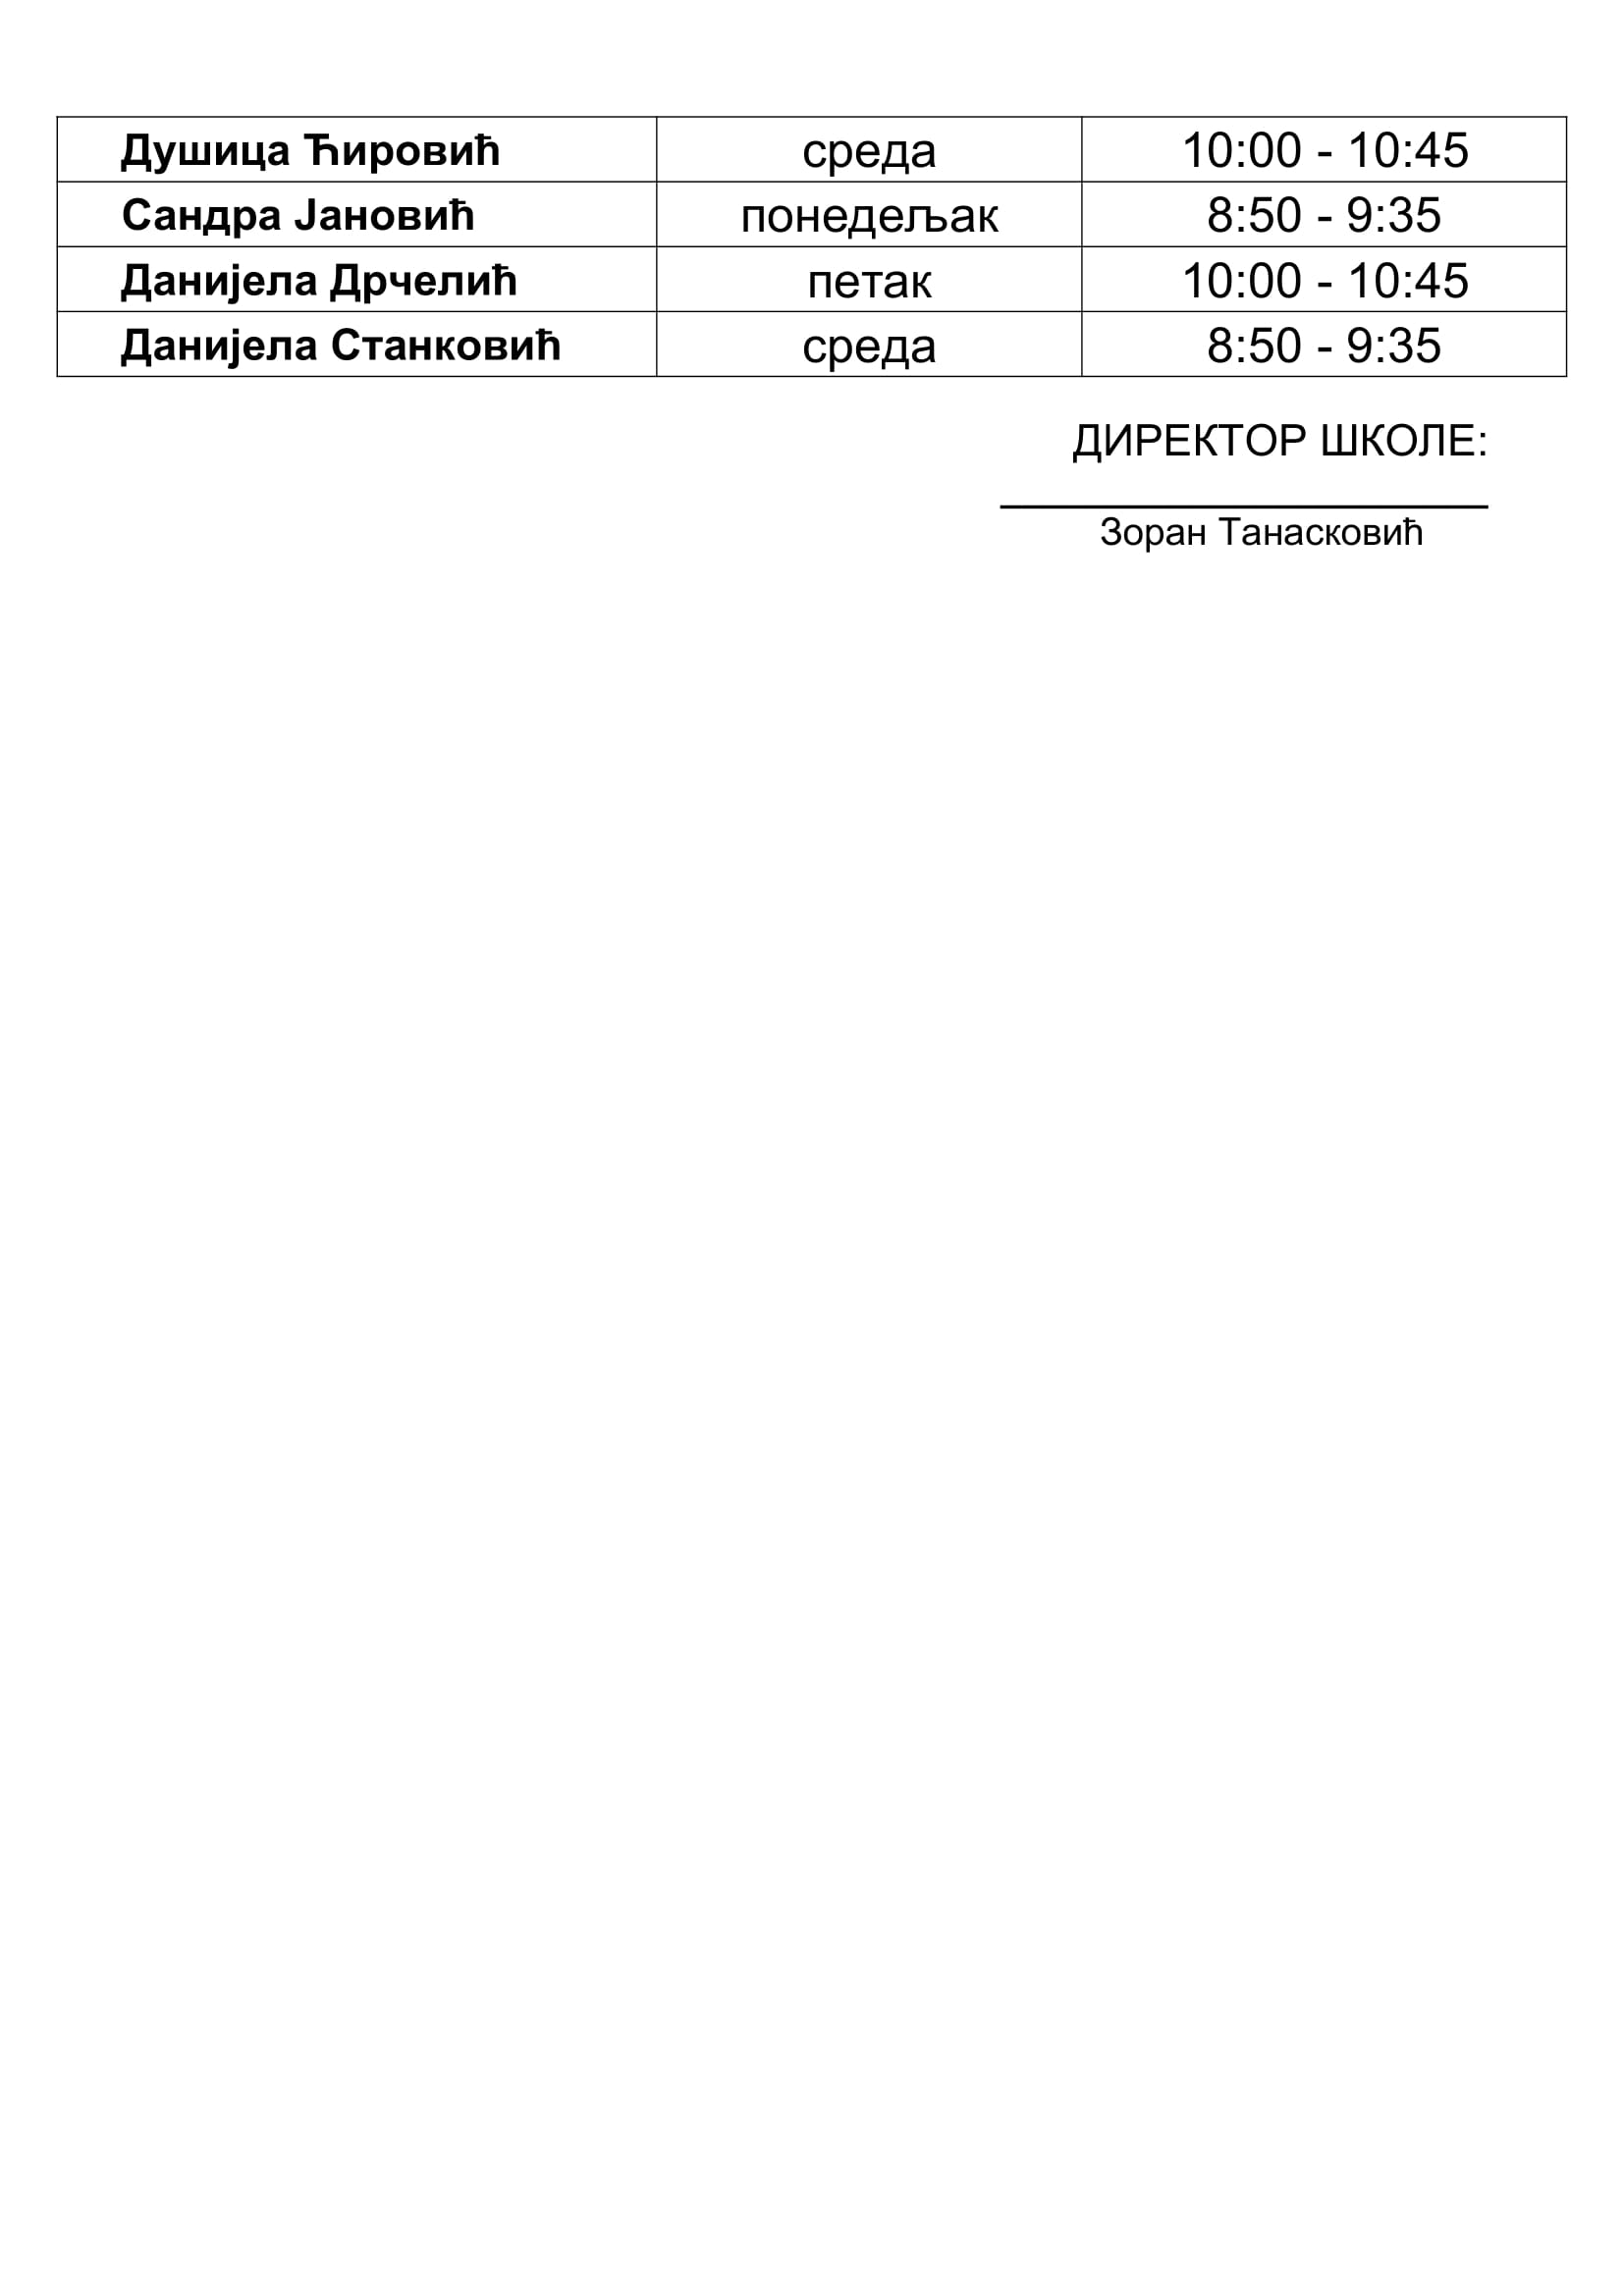 Душица Ћировић среда 10:00 - 10:45
Сандра Јановић понедељак 8:50 - 9:35
Данијела Дрчелић петак 10:00 - 10:45
Данијела Станковић среда 8:50 - 9:35
ДИРЕКТОР ШКОЛЕ:
Зоран Танасковић